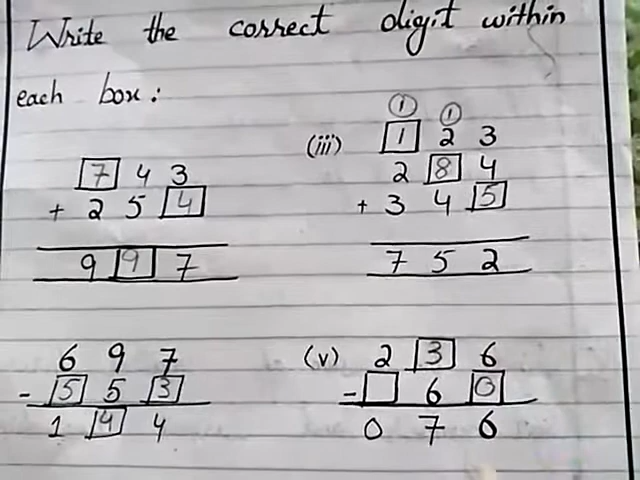 Write the correct digit within
each box:
7 4 3
+ 2 5 4
9 9 7
(iii)
1 1
1 2 3
2 8 4
+ 3 4 5
7 5 2
6 9 7
- 5 5 3
1 4 4
(v) 2 3 6
- 6 0
0 7 6